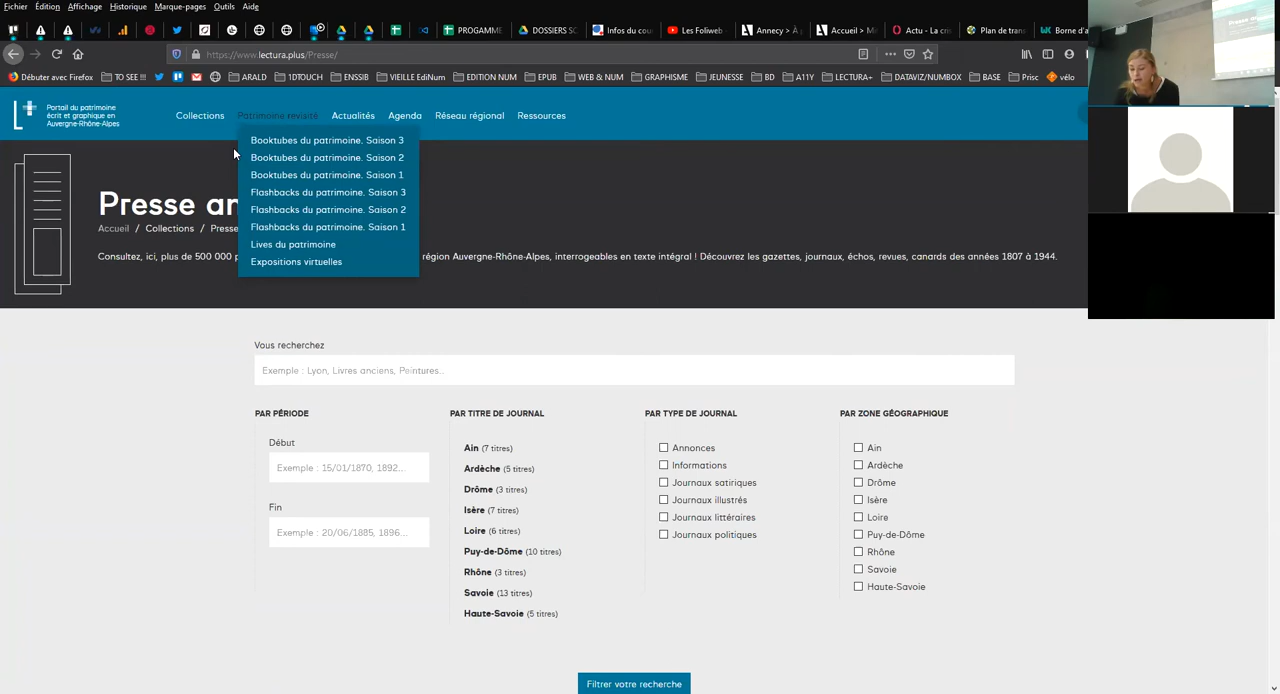 Fichier Édition Affichage Historique Marque-pages Outils Aide
PROGAMME DOSSIERS SC Infos du cou Les Foliweb Annecy > À Accueil > M Actu - La cris Plan de trans Borne d'a
https://www.lectura.plus/Presse/
Débuter avec Firefox TO SEE !!! ARALD 1DTOUCH ENSSIB VIEILLE EdiNum EDITION NUM EPUB WEB & NUM GRAPHISME JEUNESSE BD A11Y LECTURA+ DATAVIZ/NUMBOX BASE Prisc vélo
Portail du patrimoine
écrit et graphique en
Auvergne-Rhône-Alpes
Collections Patrimoine revisité Actualités Agenda Réseau régional Ressources
Booktubes du patrimoine. Saison 3
Booktubes du patrimoine. Saison 2
Booktubes du patrimoine. Saison 1
Flashbacks du patrimoine. Saison 3
Flashbacks du patrimoine. Saison 2
Flashbacks du patrimoine. Saison 1
Lives du patrimoine
Expositions virtuelles
Presse an
Accueil / Collections / Presse
Consultez, ici, plus de 500 000 p région Auvergne-Rhône-Alpes, interrogeables en texte intégral ! Découvrez les gazettes, journaux, échos, revues, canards des années 1807 à 1944.
Vous recherchez
Exemple : Lyon, Livres anciens, Peintures...
PAR PÉRIODE
Début
Exemple : 15/01/1870, 1892...
Fin
Exemple : 20/06/1885, 1896...
PAR TITRE DE JOURNAL
Ain (7 titres)
Ardèche (5 titres)
Drôme (3 titres)
Isère (7 titres)
Loire (6 titres)
Puy-de-Dôme (10 titres)
Rhône (3 titres)
Savoie (13 titres)
Haute-Savoie (5 titres)
PAR TYPE DE JOURNAL
Annonces
Informations
Journaux satiriques
Journaux illustrés
Journaux littéraires
Journaux politiques
PAR ZONE GÉOGRAPHIQUE
Ain
Ardèche
Drôme
Isère
Loire
Puy-de-Dôme
Rhône
Savoie
Haute-Savoie
Filtrer votre recherche